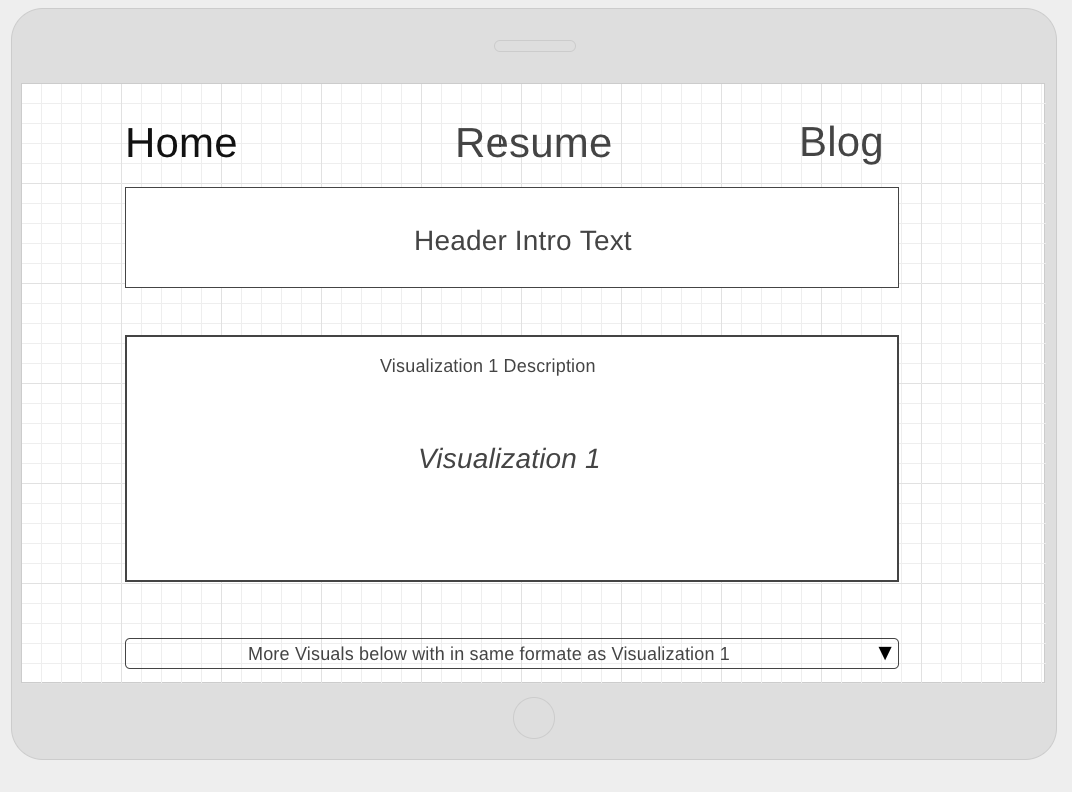 Home Resume Blog
Header Intro Text
Visualization 1 Description
Visualization 1
More Visuals below with in same formate as Visualization 1